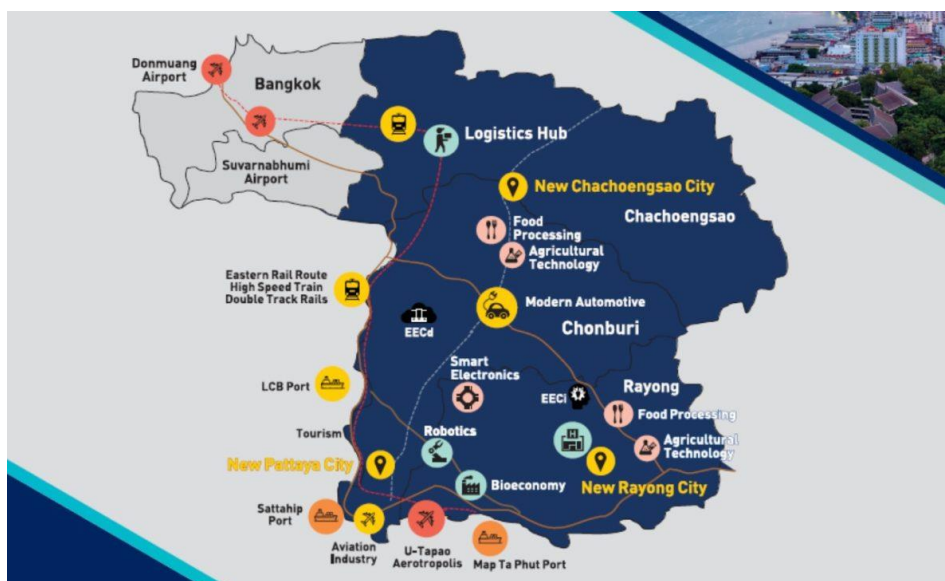 Donmuang
Airport
Bangkok
Suvarnabhumi
Airport
Logistics Hub
New Chachoengsao City
Chachoengsao
Food
Processing
Agricultural
Technology
Eastern Rail Route
High Speed Train
Double Track Rails
Modern Automotive
EECd
Chonburi
Smart
Electronics
LCB Port
EECi
Rayong
Food Processing
Tourism
Robotics
Agricultural
Technology
New Pattaya City
Bioeconomy
New Rayong City
Sattahip
Port
Aviation
Industry
U-Tapao
Aerotropolis
Map Ta Phut Port
H